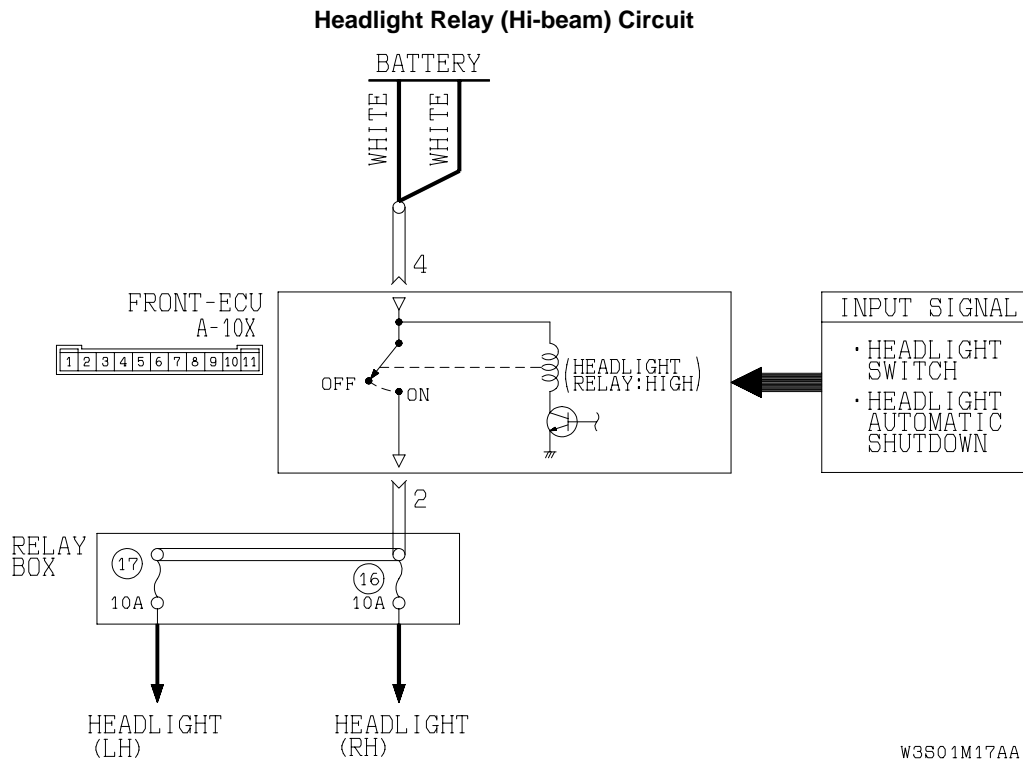 Headlight Relay (Hi-beam) Circuit
BATTERY
WHITE
WHITE
4
FRONT-ECU
A-10X
1 2 3 4 5 6 7 8 9 10 11
OFF
ON
(HEADLIGHT
RELAY:HIGH)
INPUT SIGNAL
· HEADLIGHT
SWITCH
· HEADLIGHT
AUTOMATIC
SHUTDOWN
2
RELAY
BOX
17
10A
16
10A
HEADLIGHT
(LH)
HEADLIGHT
(RH)
W3S01M17AA